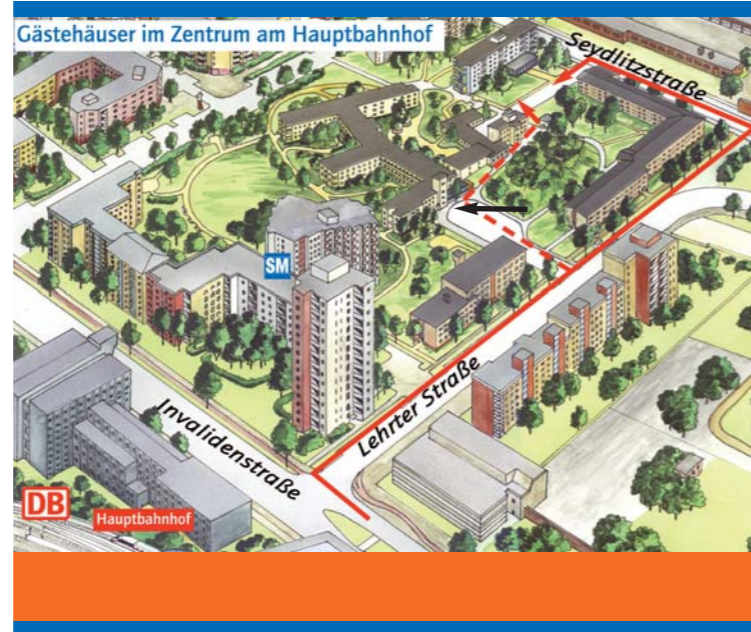 Gästehäuser im Zentrum am Hauptbahnhof
Seydlitzstraße
SM
Lehrter Straße
Invalidenstraße
DB
Hauptbahnhof